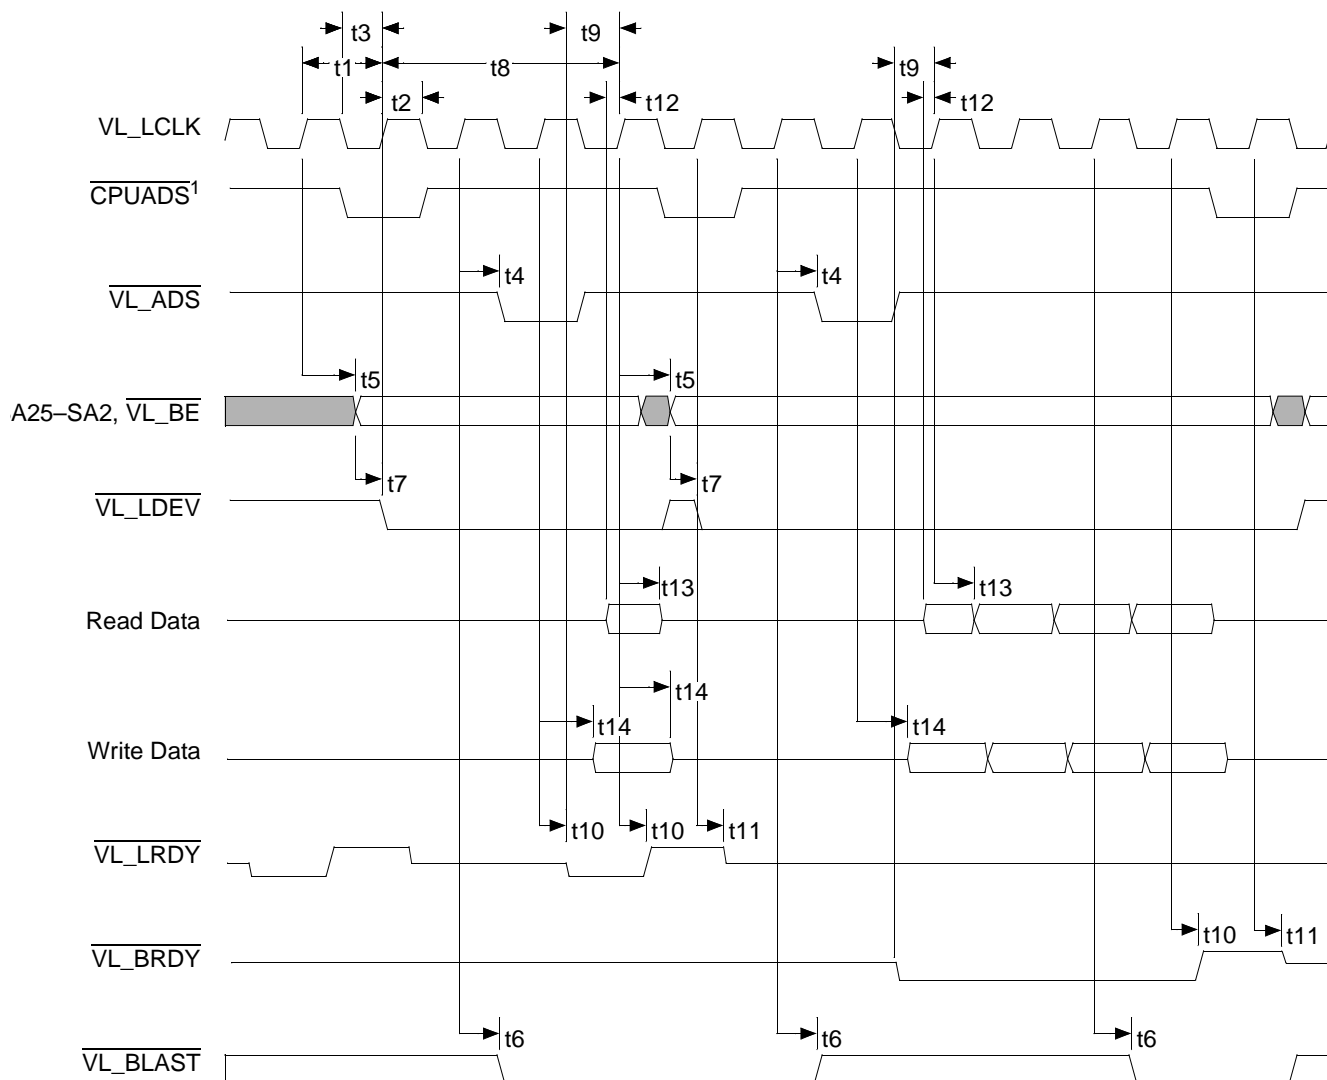 t3
t9
t1
t8
t9
t2
t12
t12
VL_LCLK
CPUADS1
t4
t4
VL_ADS
t5
t5
A25–SA2, VL_BE
t7
t7
VL_LDEV
t13
t13
Read Data
t14
t14
t14
Write Data
t10
t10
t11
VL_LRDY
t10
t11
VL_BRDY
t6
t6
t6
VL_BLAST